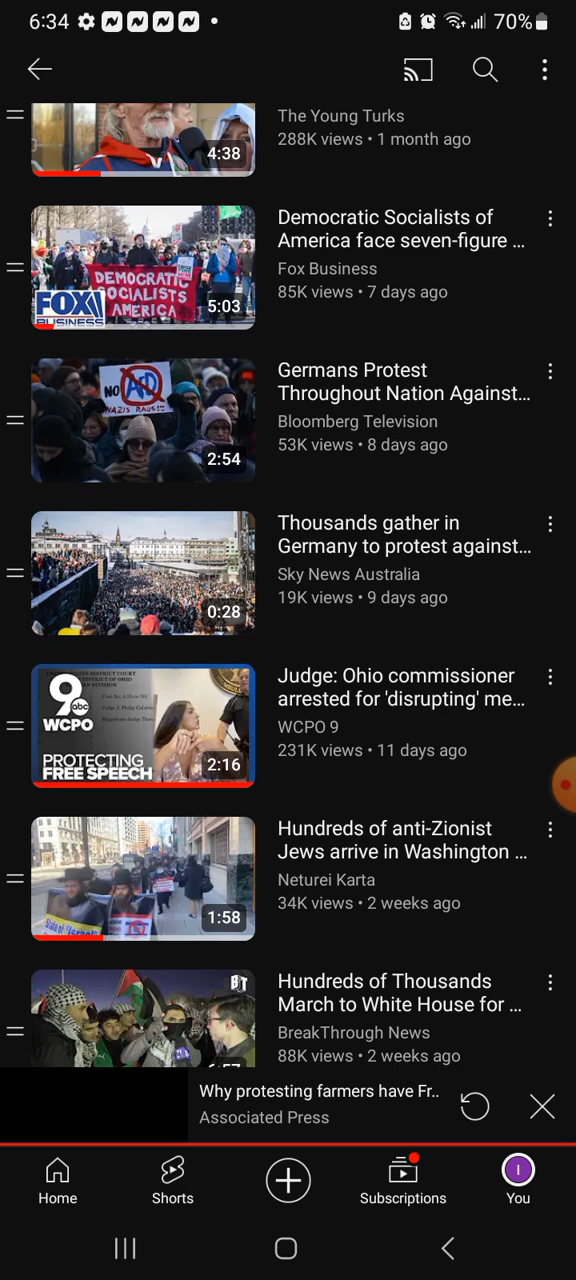 6:34
70%
The Young Turks
288K views • 1 month ago
4:38
Democratic Socialists of
America face seven-figure ...
Fox Business
85K views • 7 days ago
DEMOCRATIC
SOCIALISTS
AMERICA
FOX
BUSINESS
5:03
Germans Protest
Throughout Nation Against...
Bloomberg Television
53K views • 8 days ago
NO AfD
NAZIS RAUS!!!
2:54
Thousands gather in
Germany to protest against...
Sky News Australia
19K views • 9 days ago
0:28
Judge: Ohio commissioner
arrested for 'disrupting' me...
WCPO 9
231K views • 11 days ago
9
abc
WCPO
PROTECTING
FREE SPEECH
2:16
Hundreds of anti-Zionist
Jews arrive in Washington ...
Neturei Karta
34K views • 2 weeks ago
State of "Israel"
1:58
Hundreds of Thousands
March to White House for ...
BreakThrough News
88K views • 2 weeks ago
BT
Why protesting farmers have Fr..
Associated Press
Home
Shorts
Subscriptions
I
You